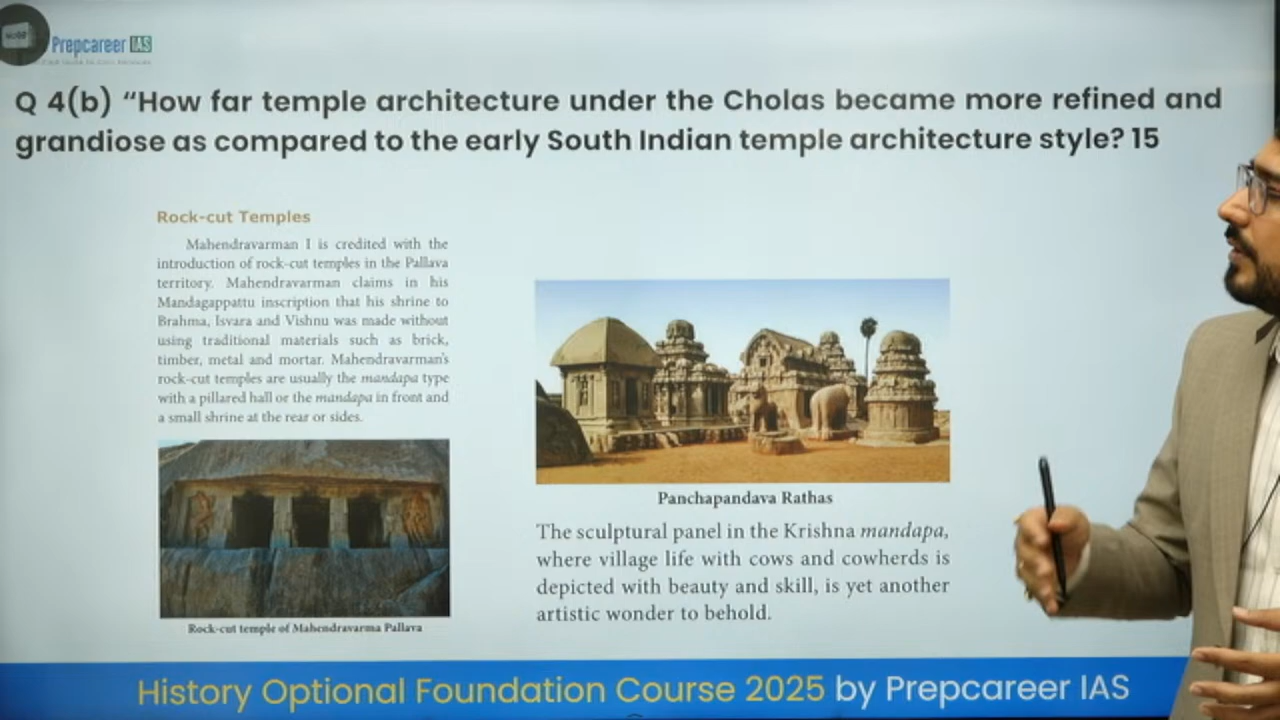 Prepcareer IAS
Q 4(b) “How far temple architecture under the Cholas became more refined and
grandiose as compared to the early South Indian temple architecture style? 15
Rock-cut Temples
Mahendravarman I is credited with the
introduction of rock-cut temples in the Pallava
territory. Mahendravarman claims in his
Mandagappattu inscription that his shrine to
Brahma, Isvara and Vishnu was made without
using traditional materials such as brick,
timber, metal and mortar. Mahendravarman's
rock-cut temples are usually the mandapa type
with a pillared hall or the mandapa in front and
a small shrine at the rear or sides.
Rock-cut temple of Mahendravarma Pallava
Panchapandava Rathas
The sculptural panel in the Krishna mandapa,
where village life with cows and cowherds is
depicted with beauty and skill, is yet another
artistic wonder to behold.
History Optional Foundation Course 2025 by Prepcareer IAS